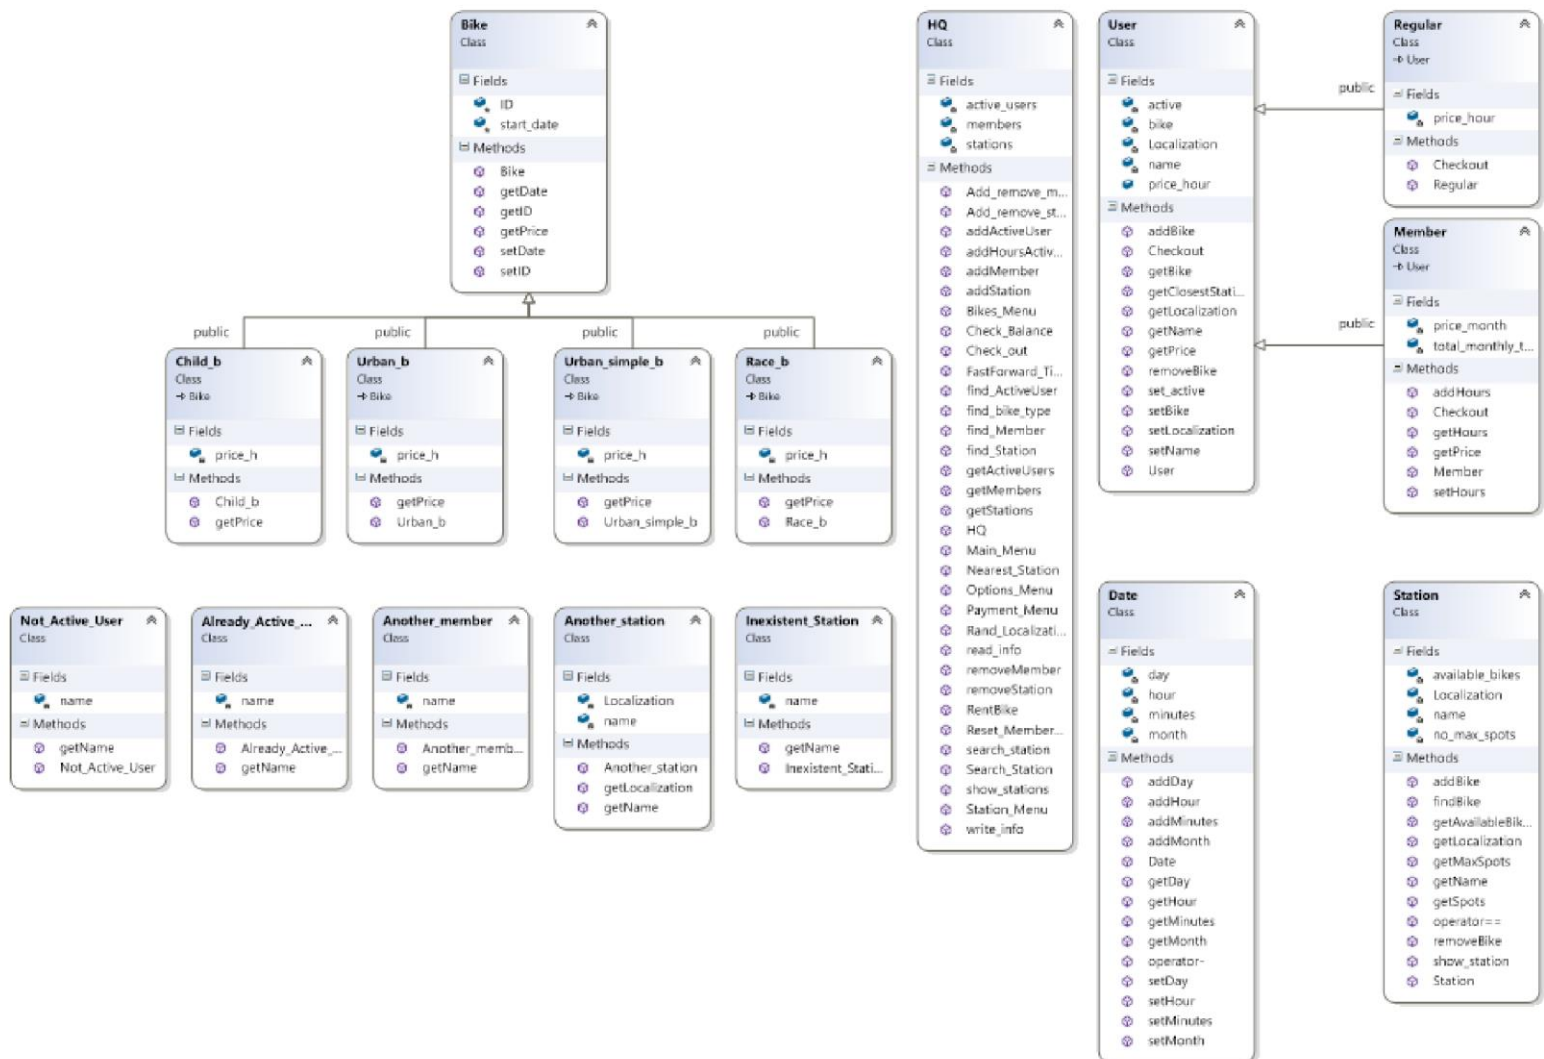 Bike
Class
Fields
ID
start_date
Methods
Bike
getDate
getID
getPrice
setDate
setID
HQ
Class
Fields
active_users
members
stations
Methods
Add_remove_m...
Add_remove_st...
addActiveUser
addHoursActiv...
addMember
addStation
Bikes_Menu
Check_Balance
Check_out
FastForward_Ti...
find_ActiveUser
find_bike_type
find_Member
find_Station
getActiveUsers
getMembers
getStations
HQ
Main_Menu
Nearest_Station
Options_Menu
Payment_Menu
Rand_Localizati...
read_info
removeMember
removeStation
RentBike
Reset_Member...
search_station
Search_Station
show_stations
Station_Menu
write_info
User
Class
Fields
active
bike
Localization
name
price_hour
Methods
addBike
Checkout
getBike
getClosestStati...
getLocalization
getName
getPrice
removeBike
set_active
setBike
setLocalization
setName
User
public
Regular
Class
User
Fields
price_hour
Methods
Checkout
Regular
public
Member
Class
User
Fields
price_month
total_monthly_t...
Methods
addHours
Checkout
getHours
getPrice
Member
setHours
public
public
public
public
Child_b
Class
Bike
Fields
price_h
Methods
Child_b
getPrice
Urban_b
Class
Bike
Fields
price_h
Methods
getPrice
Urban_b
Urban_simple_b
Class
Bike
Fields
price_h
Methods
getPrice
Urban_simple_b
Race_b
Class
Bike
Fields
price_h
Methods
getPrice
Race_b
Not_Active_User
Class
Fields
name
Methods
getName
Not_Active_User
Already_Active_...
Class
Fields
name
Methods
Already_Active_...
getName
Another_member
Class
Fields
name
Methods
Another_memb...
getName
Another_station
Class
Fields
Localization
name
Methods
Another_station
getLocalization
getName
Inexistent_Station
Class
Fields
name
Methods
getName
Inexistent_Stati...
Date
Class
Fields
day
hour
minutes
month
Methods
addDay
addHour
addMinutes
addMonth
Date
getDay
getHour
getMinutes
getMonth
operator-
setDay
setHour
setMinutes
setMonth
Station
Class
Fields
available_bikes
Localization
name
no_max_spots
Methods
addBike
findBike
getAvailableBik...
getLocalization
getMaxSpots
getName
getSpots
operator==
removeBike
show_station
Station